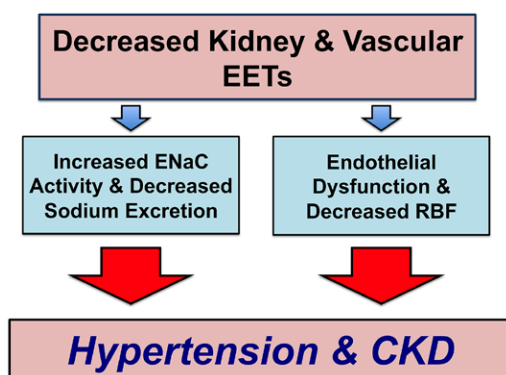 Decreased Kidney & Vascular
EETs
Increased ENaC
Activity & Decreased
Sodium Excretion
Endothelial
Dysfunction &
Decreased RBF
Hypertension & CKD